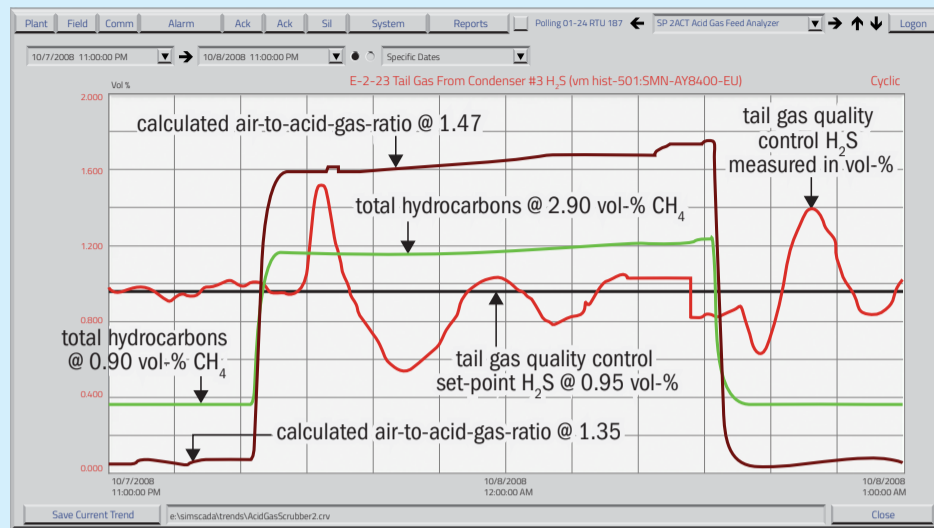 Plant Field Comm Alarm Ack Ack Sil System Reports Polling 01-24 RTU 187 SP 2ACT Acid Gas Feed Analyzer Logon
10/7/2008 11:00:00 PM 10/8/2008 11:00:00 PM Specific Dates
Vol % E-2-23 Tail Gas From Condenser #3 H₂S (vm hist-501:SMN-AY8400-EU) Cyclic
2.000
calculated air-to-acid-gas-ratio @ 1.47
tail gas quality
control H₂S
measured in vol-%
1.600
total hydrocarbons @ 2.90 vol-% CH₄
1.200
0.800
total hydrocarbons
@ 0.90 vol-% CH₄
tail gas quality control
set-point H₂S @ 0.95 vol-%
0.400
calculated air-to-acid-gas-ratio @ 1.35
0.000
10/7/2008
11:00:00 PM
10/8/2008
12:00:00 AM
10/8/2008
1:00:00 AM
Save Current Trend e:\simscada\trends\AcidGasScrubber2.crv Close